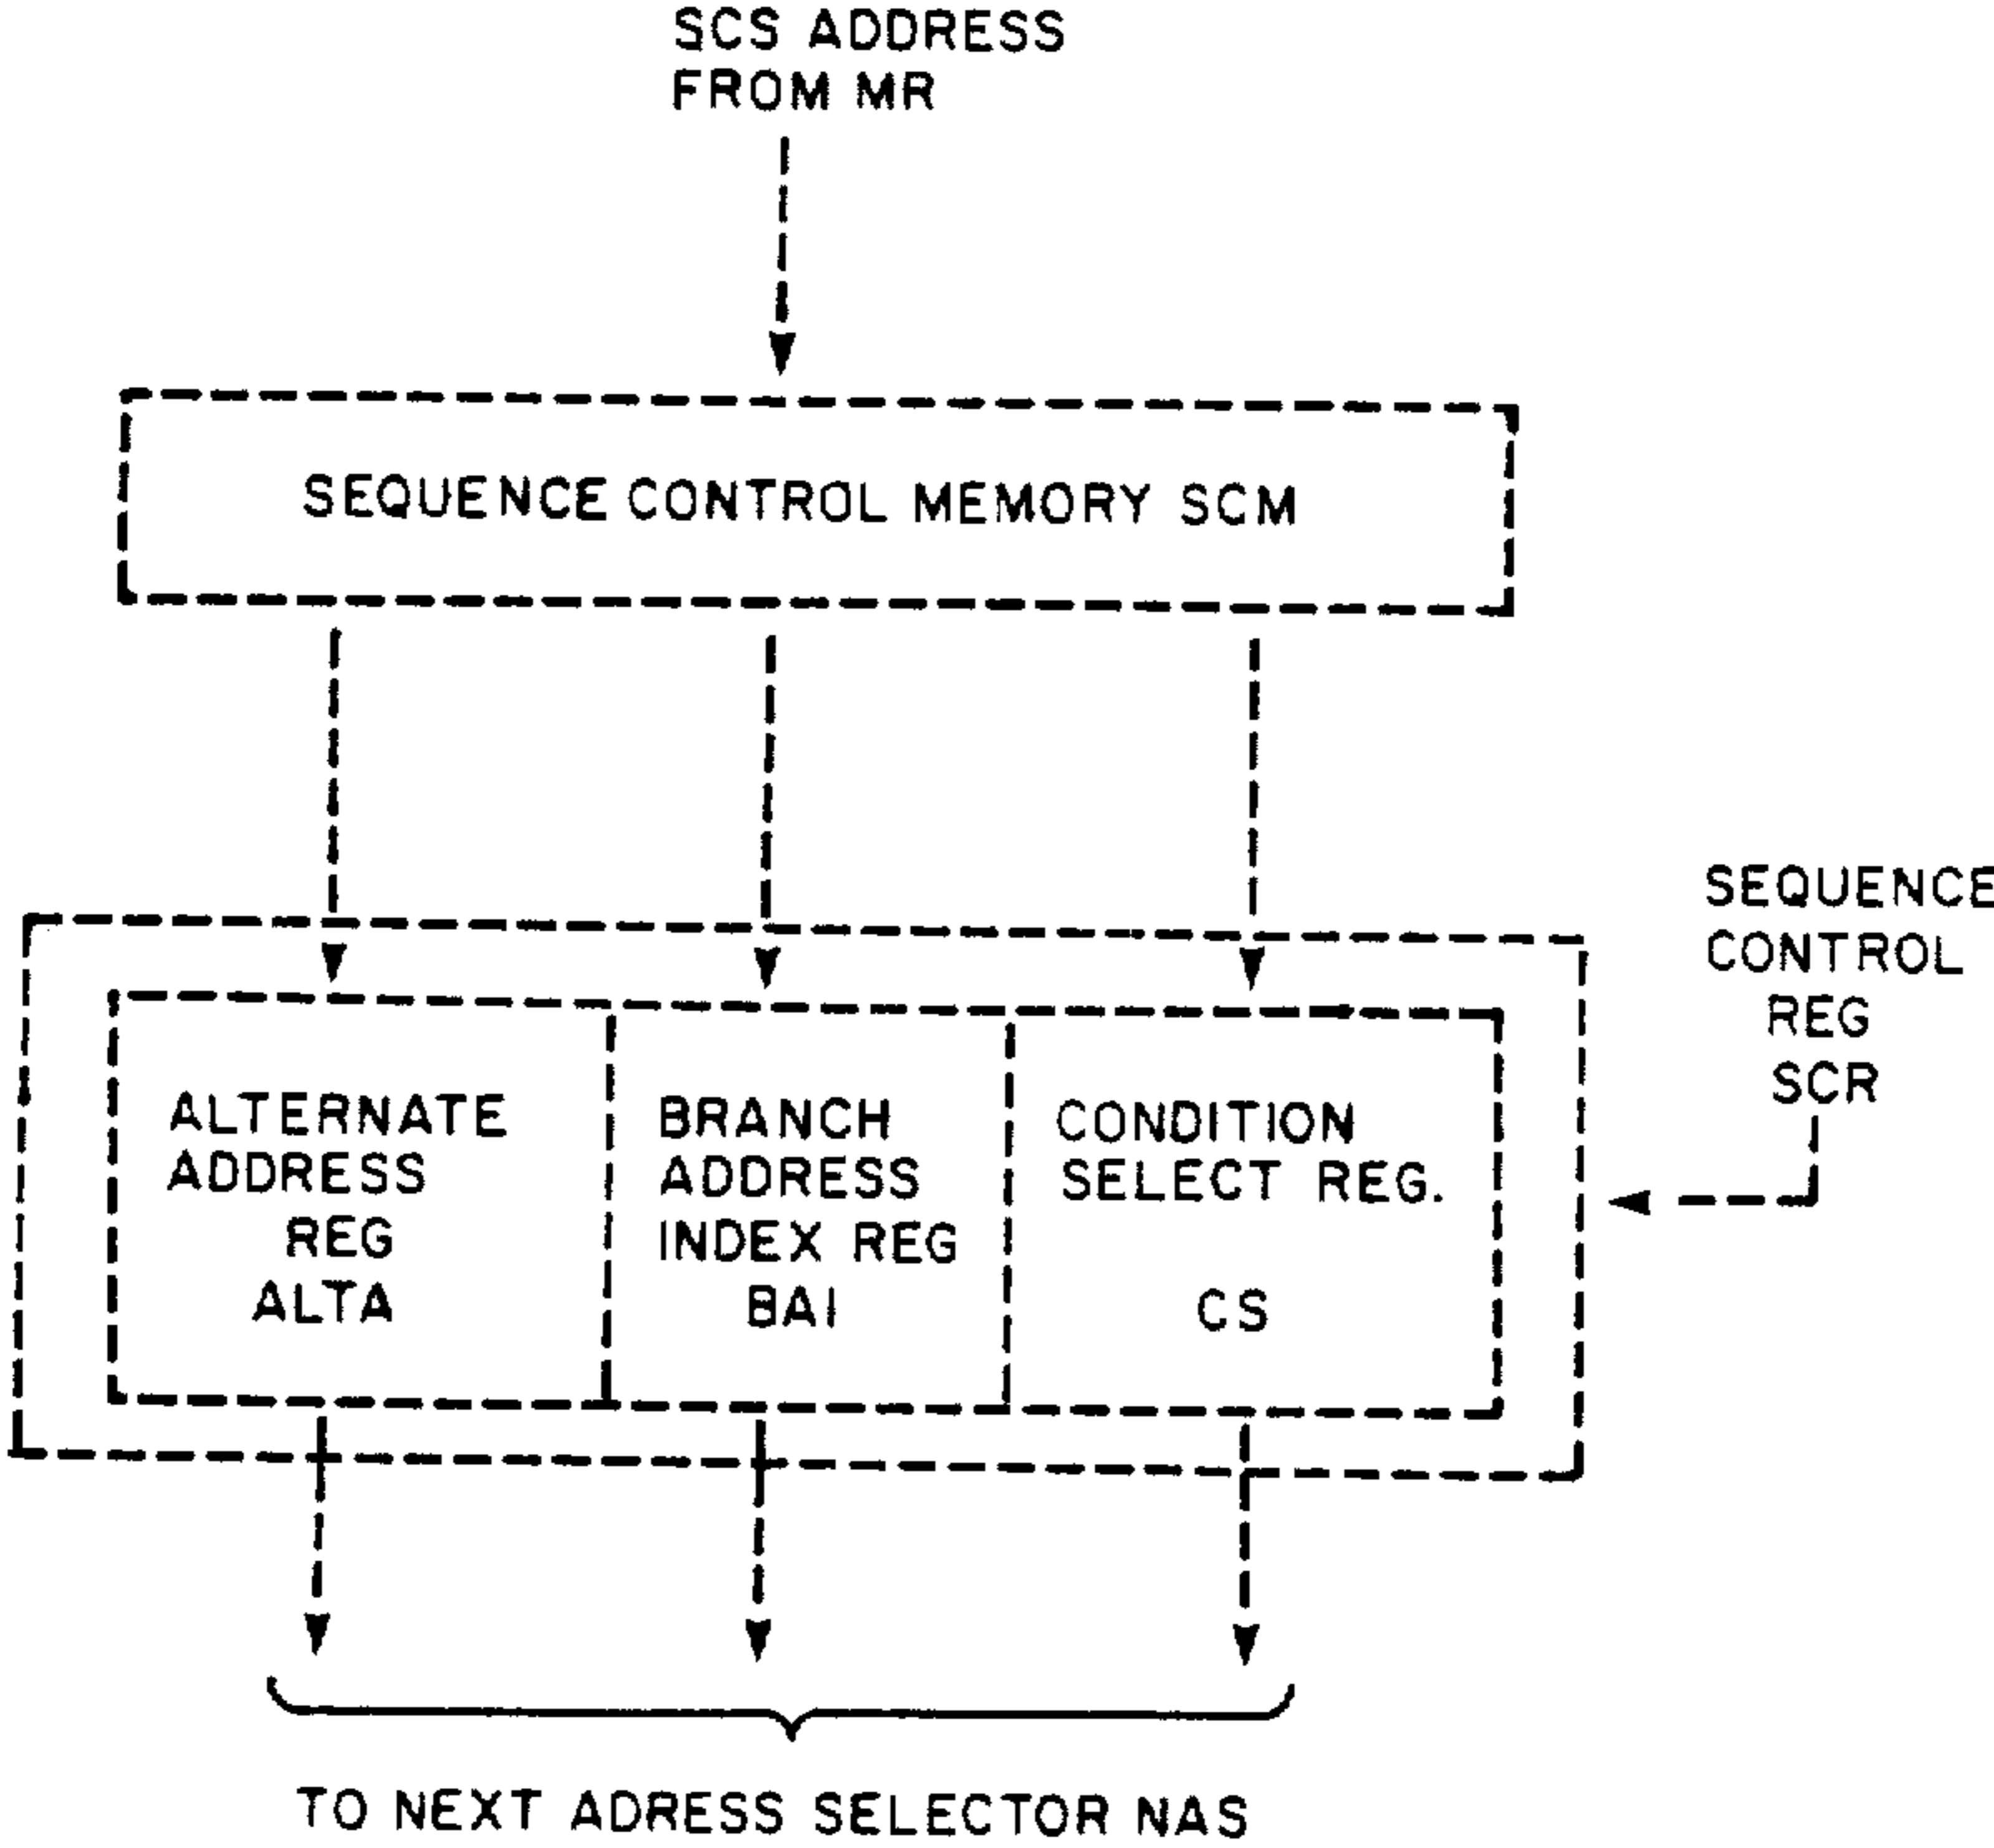 SCS ADDRESS
FROM MR
SEQUENCE CONTROL MEMORY SCM
SEQUENCE
CONTROL
REG
SCR
ALTERNATE
ADDRESS
REG
ALTA
BRANCH
ADDRESS
INDEX REG
BAI
CONDITION
SELECT REG.
CS
TO NEXT ADRESS SELECTOR NAS